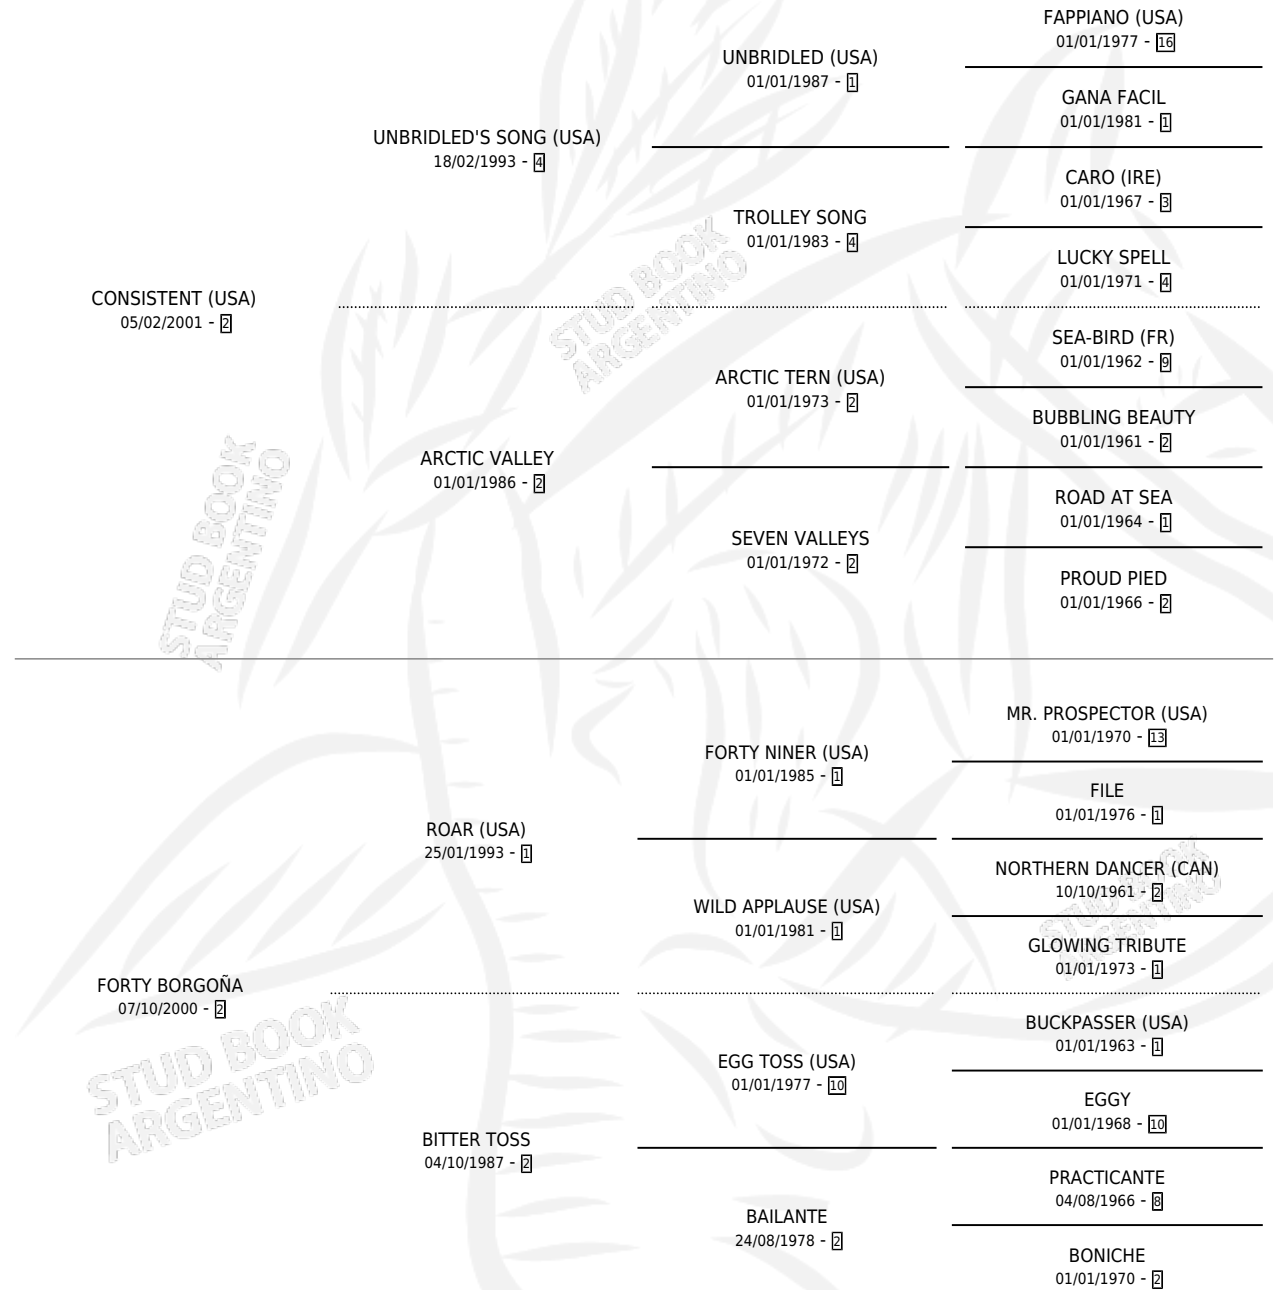 FAPPIANO (USA)
01/01/1977 - 16
UNBRIDLED (USA)
01/01/1987 - 1
GANA FACIL
01/01/1981 - 1
UNBRIDLED'S SONG (USA)
18/02/1993 - 4
CARO (IRE)
01/01/1967 - 3
TROLLEY SONG
01/01/1983 - 4
LUCKY SPELL
01/01/1971 - 4
CONSISTENT (USA)
05/02/2001 - 2
SEA-BIRD (FR)
01/01/1962 - 9
ARCTIC TERN (USA)
01/01/1973 - 2
BUBBLING BEAUTY
01/01/1961 - 2
ARCTIC VALLEY
01/01/1986 - 2
ROAD AT SEA
01/01/1964 - 1
SEVEN VALLEYS
01/01/1972 - 2
PROUD PIED
01/01/1966 - 2
MR. PROSPECTOR (USA)
01/01/1970 - 13
FORTY NINER (USA)
01/01/1985 - 1
FILE
01/01/1976 - 1
ROAR (USA)
25/01/1993 - 1
NORTHERN DANCER (CAN)
10/10/1961 - 2
WILD APPLAUSE (USA)
01/01/1981 - 1
GLOWING TRIBUTE
01/01/1973 - 1
FORTY BORGOÑA
07/10/2000 - 2
BUCKPASSER (USA)
01/01/1963 - 1
EGG TOSS (USA)
01/01/1977 - 10
EGGY
01/01/1968 - 10
BITTER TOSS
04/10/1987 - 2
PRACTICANTE
04/08/1966 - 8
BAILANTE
24/08/1978 - 2
BONICHE
01/01/1970 - 2
STUD BOOK
ARGENTINO
STUD BOOK
ARGENTINO
STUD BOOK
ARGENTINO
STUD BOOK
ARGENTINO